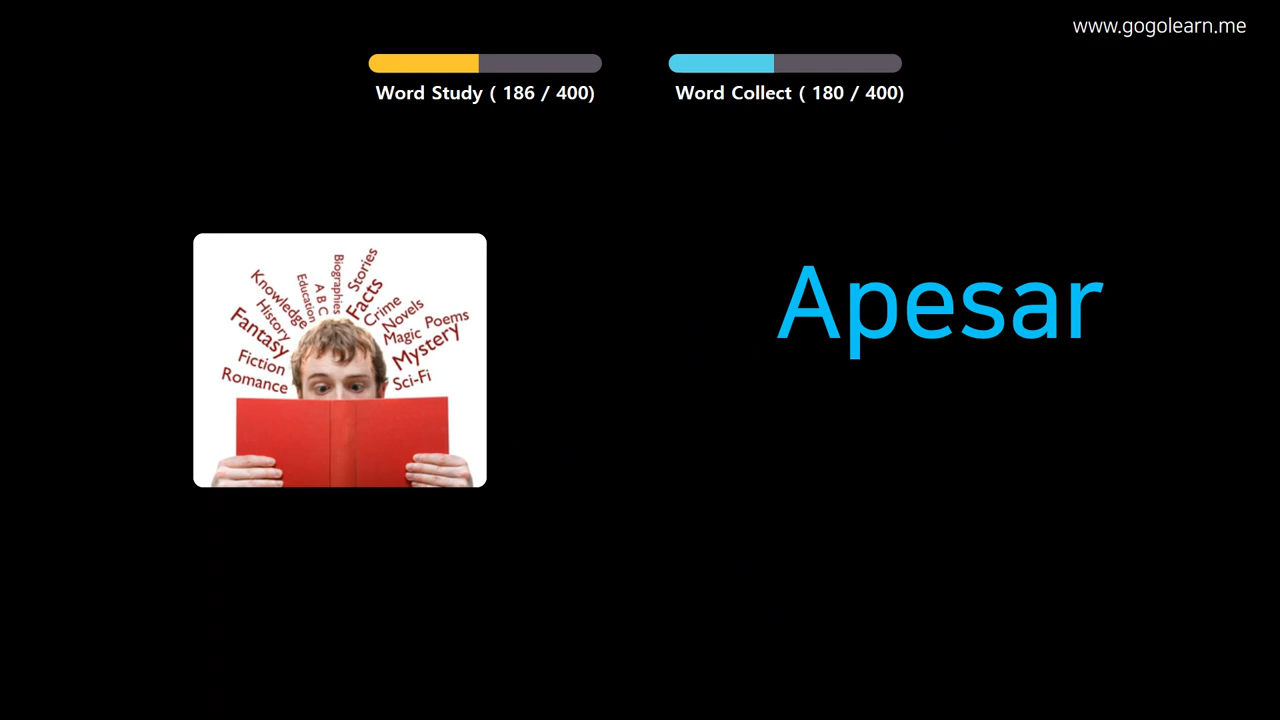 www.gogolearn.me
Word Study ( 186 / 400)
Word Collect ( 180 / 400)
Apesar
Knowledge
History
Fantasy
Fiction
Romance
Education
A B C
Biographies
Stories
Facts
Crime
Novels
Magic
Poems
Mystery
Sci-Fi